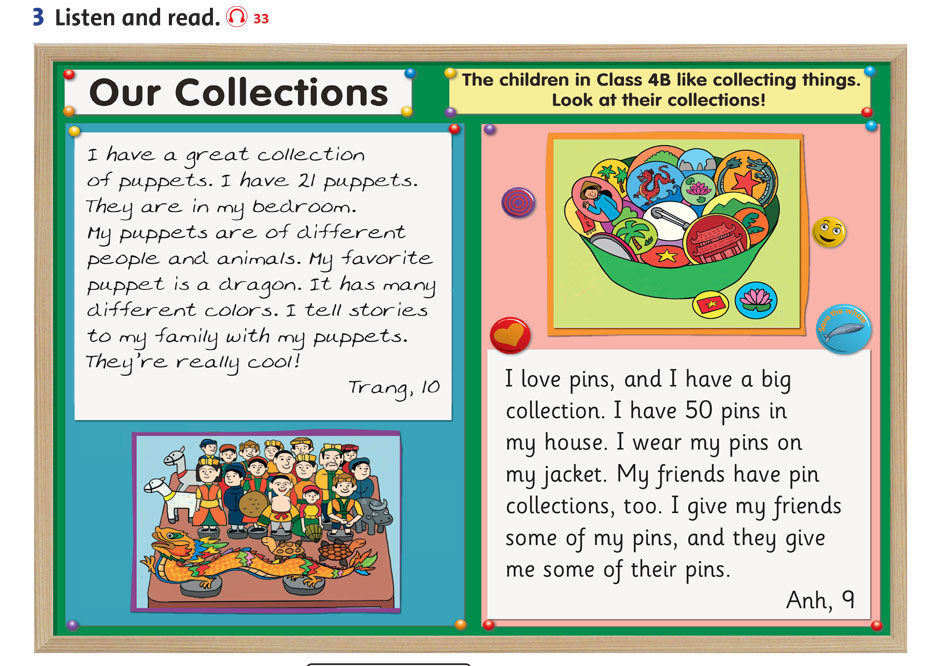 3 Listen and read. 33
Our Collections
The children in Class 4B like collecting things.
Look at their collections!
I have a great collection
of puppets. I have 21 puppets.
They are in my bedroom.
My puppets are of different
people and animals. My favorite
puppet is a dragon. It has many
different colors. I tell stories
to my family with my puppets.
They're really cool!
Trang, 10
I love pins, and I have a big
collection. I have 50 pins in
my house. I wear my pins on
my jacket. My friends have pin
collections, too. I give my friends
some of my pins, and they give
me some of their pins.
Anh, 9